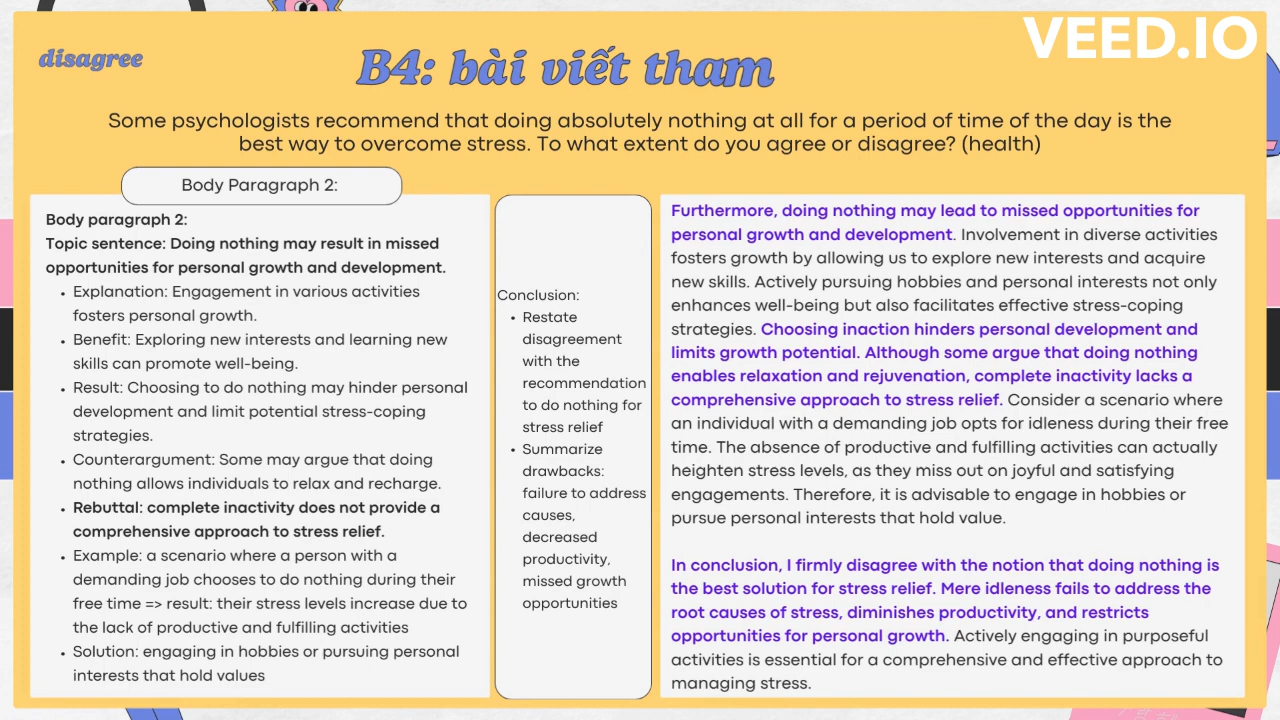 VEED.IO
disagree
B4: bài viết tham
Some psychologists recommend that doing absolutely nothing at all for a period of time of the day is the
best way to overcome stress. To what extent do you agree or disagree? (health)
Body Paragraph 2:
Body paragraph 2:
Topic sentence: Doing nothing may result in missed
opportunities for personal growth and development.
• Explanation: Engagement in various activities
fosters personal growth.
• Benefit: Exploring new interests and learning new
skills can promote well-being.
• Result: Choosing to do nothing may hinder personal
development and limit potential stress-coping
strategies.
• Counterargument: Some may argue that doing
nothing allows individuals to relax and recharge.
• Rebuttal: complete inactivity does not provide a
comprehensive approach to stress relief.
• Example: a scenario where a person with a
demanding job chooses to do nothing during their
free time => result: their stress levels increase due to
the lack of productive and fulfilling activities
• Solution: engaging in hobbies or pursuing personal
interests that hold values
Conclusion:
• Restate
disagreement
with the
recommendation
to do nothing for
stress relief
• Summarize
drawbacks:
failure to address
causes,
decreased
productivity,
missed growth
opportunities
Furthermore, doing nothing may lead to missed opportunities for
personal growth and development. Involvement in diverse activities
fosters growth by allowing us to explore new interests and acquire
new skills. Actively pursuing hobbies and personal interests not only
enhances well-being but also facilitates effective stress-coping
strategies. Choosing inaction hinders personal development and
limits growth potential. Although some argue that doing nothing
enables relaxation and rejuvenation, complete inactivity lacks a
comprehensive approach to stress relief. Consider a scenario where
an individual with a demanding job opts for idleness during their free
time. The absence of productive and fulfilling activities can actually
heighten stress levels, as they miss out on joyful and satisfying
engagements. Therefore, it is advisable to engage in hobbies or
pursue personal interests that hold value.
In conclusion, I firmly disagree with the notion that doing nothing is
the best solution for stress relief. Mere idleness fails to address the
root causes of stress, diminishes productivity, and restricts
opportunities for personal growth. Actively engaging in purposeful
activities is essential for a comprehensive and effective approach to
managing stress.